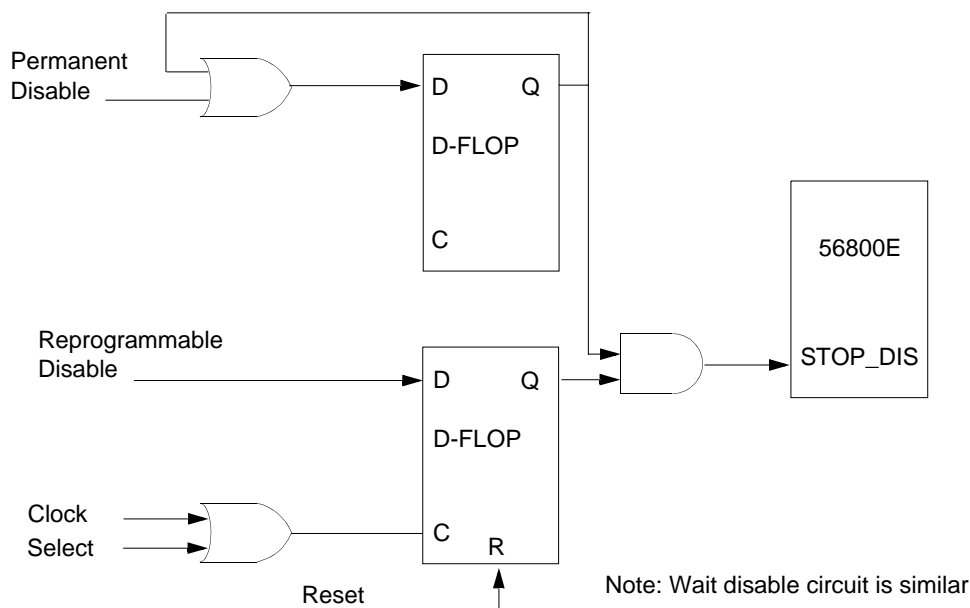 Permanent
Disable
D Q
D-FLOP
C
56800E
STOP_DIS
Reprogrammable
Disable
D Q
D-FLOP
Clock
Select
C
R
Reset
Note: Wait disable circuit is similar